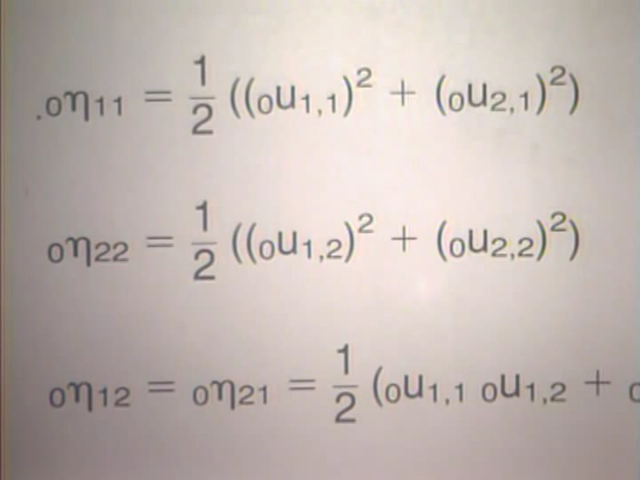 ₀η₁₁ = 1/2 ((₀u₁,₁)² + (₀u₂,₁)²)
₀η₂₂ = 1/2 ((₀u₁,₂)² + (₀u₂,₂)²)
₀η₁₂ = ₀η₂₁ = 1/2 (₀u₁,₁ ₀u₁,₂ + ₀